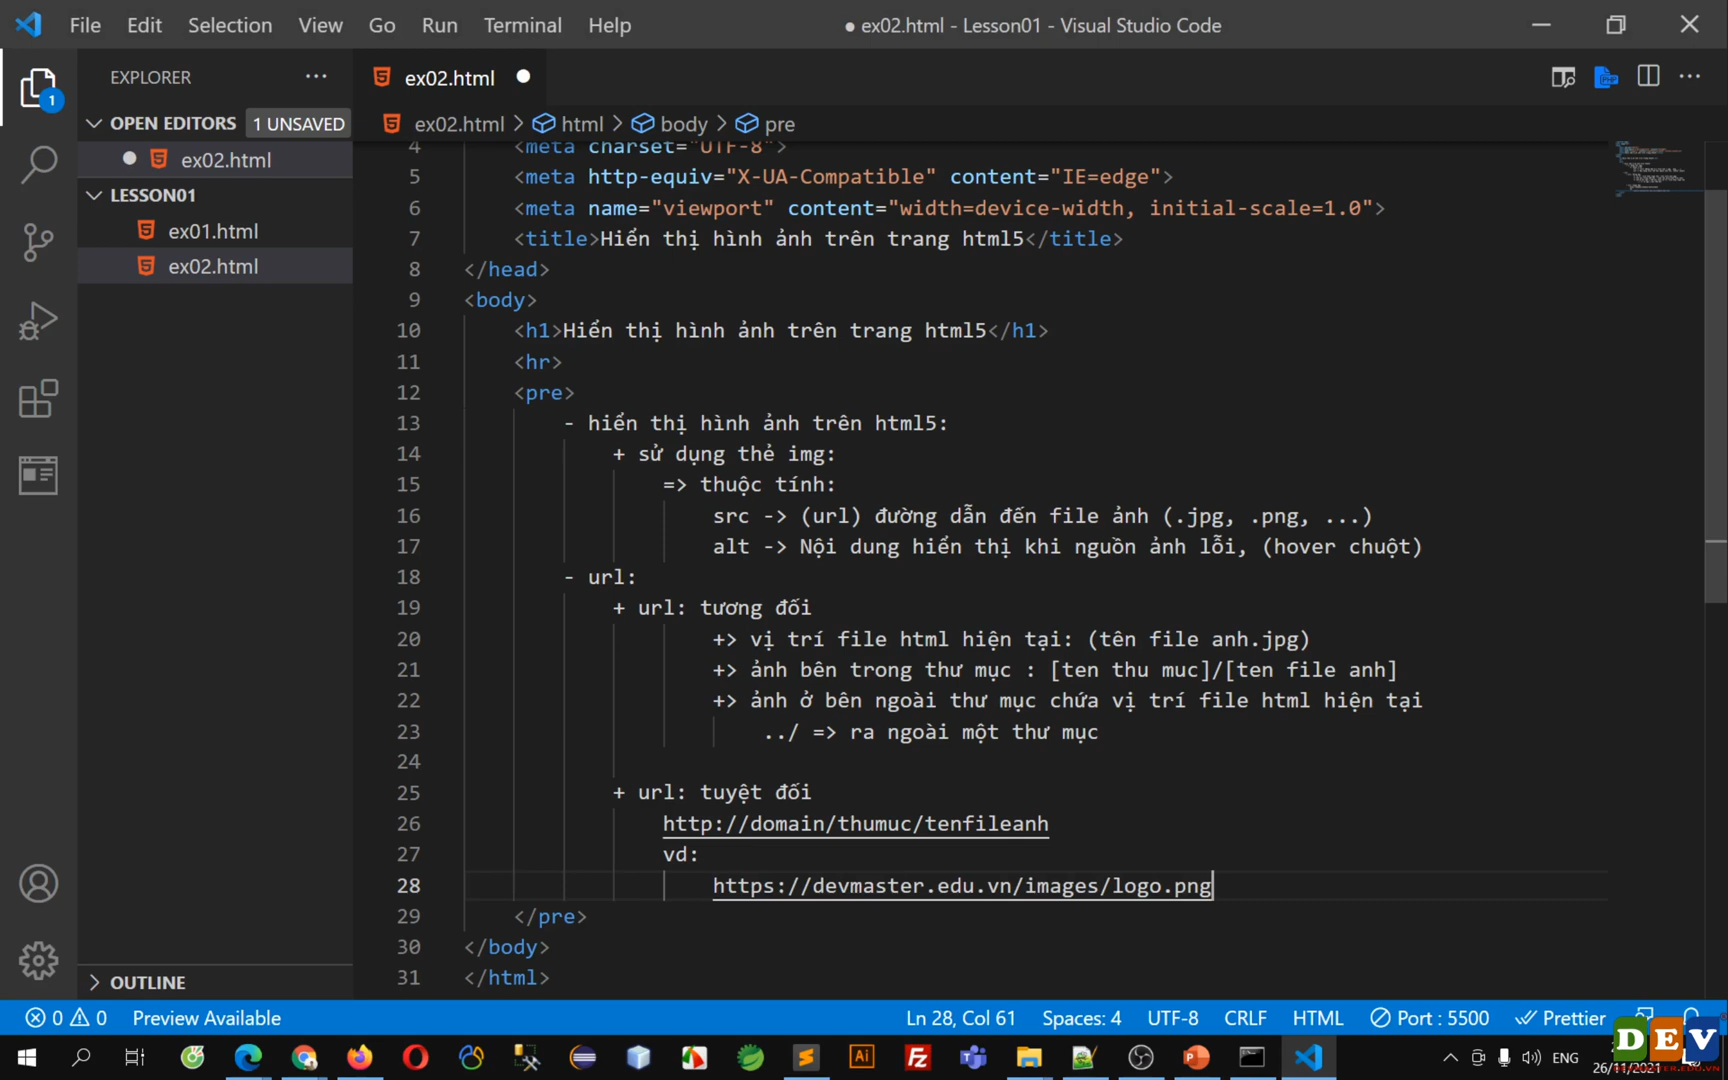 File Edit Selection View Go Run Terminal Help ● ex02.html - Lesson01 - Visual Studio Code
EXPLORER ··· ex02.html
OPEN EDITORS 1 UNSAVED
ex02.html > html > body > pre
ex02.html
LESSON01
ex01.html
ex02.html
1
4 <meta charset="UTF-8">
5 <meta http-equiv="X-UA-Compatible" content="IE=edge">
6 <meta name="viewport" content="width=device-width, initial-scale=1.0">
7 <title>Hiển thị hình ảnh trên trang html5</title>
8 </head>
9 <body>
10 <h1>Hiển thị hình ảnh trên trang html5</h1>
11 <hr>
12 <pre>
13 - hiển thị hình ảnh trên html5:
14 + sử dụng thẻ img:
15 => thuộc tính:
16 src -> (url) đường dẫn đến file ảnh (.jpg, .png, ...)
17 alt -> Nội dung hiển thị khi nguồn ảnh lỗi, (hover chuột)
18 - url:
19 + url: tương đối
20 +> vị trí file html hiện tại: (tên file anh.jpg)
21 +> ảnh bên trong thư mục : [ten thu muc]/[ten file anh]
22 +> ảnh ở bên ngoài thư mục chứa vị trí file html hiện tại
23 ../ => ra ngoài một thư mục
24
25 + url: tuyệt đối
26 http://domain/thumuc/tenfileanh
27 vd:
28 https://devmaster.edu.vn/images/logo.png
29 </pre>
30 </body>
31 </html>
OUTLINE
0 0 Preview Available Ln 28, Col 61 Spaces: 4 UTF-8 CRLF HTML Port : 5500 Prettier
Ai Fz ENG
26/11/2021
DEV
DEVMASTER.EDU.VN